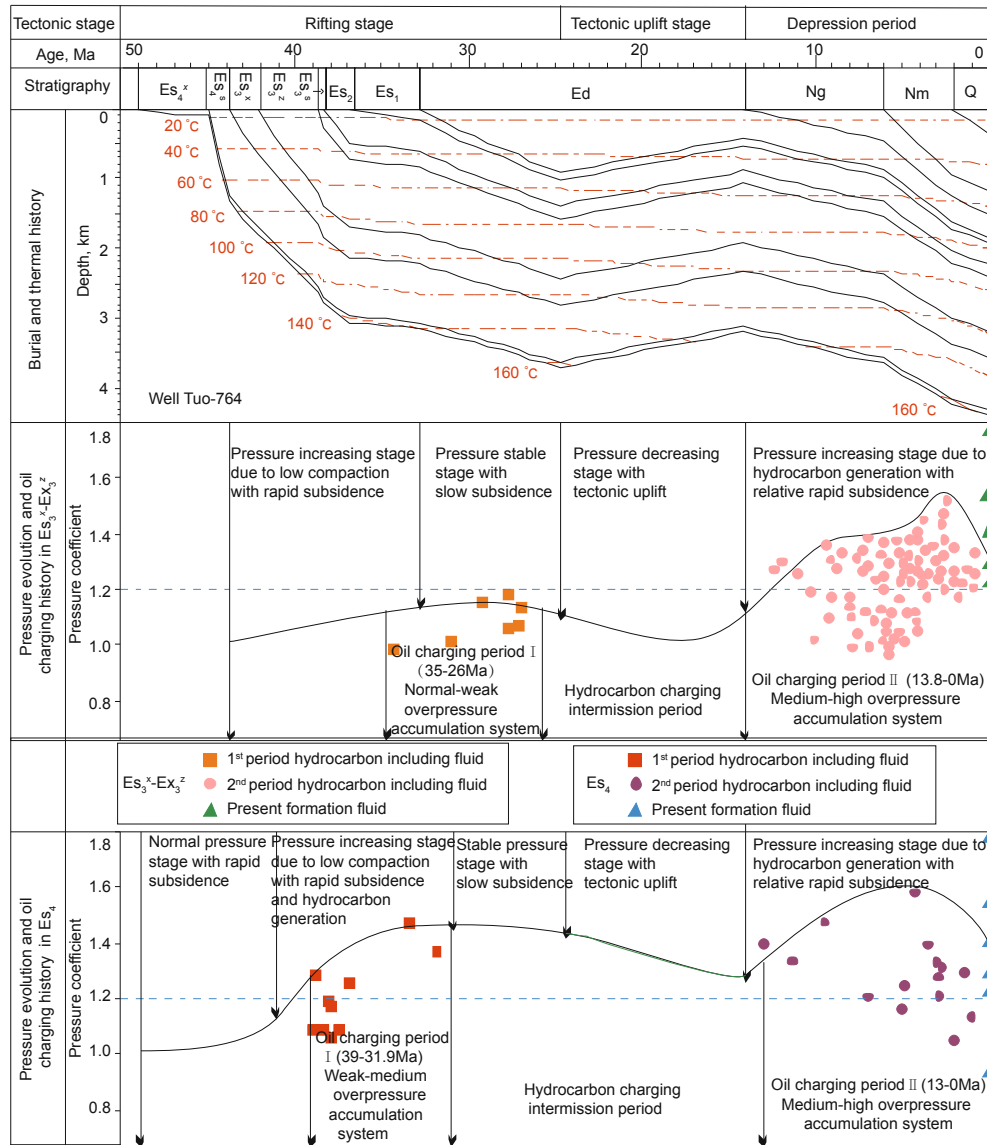 Tectonic stage
Rifting stage
Tectonic uplift stage
Depression period
Age, Ma
50
40
30
20
10
0
Stratigraphy
Es₄ˣ
Es₄ˢ
Es₃ˣ
Es₃ᶻ
Es₃ˢ
Es₂
Es₁
Ed
Ng
Nm
Q
Burial and thermal history
Depth, km
0
1
2
3
4
20 °C
40 °C
60 °C
80 °C
100 °C
120 °C
140 °C
160 °C
160 °C
Well Tuo-764
Pressure evolution and oil
charging history in Es₃ˣ-Ex₃ᶻ
Pressure coefficient
1.8
1.6
1.4
1.2
1.0
0.8
Pressure increasing stage
due to low compaction
with rapid subsidence
Pressure stable
stage with
slow subsidence
Pressure decreasing
stage with
tectonic uplift
Pressure increasing stage due to
hydrocarbon generation with
relative rapid subsidence
Oil charging period Ⅰ
(35-26Ma)
Normal-weak
overpressure
accumulation system
Hydrocarbon charging
intermission period
Oil charging period Ⅱ (13.8-0Ma)
Medium-high overpressure
accumulation system
Es₃ˣ-Ex₃ᶻ
1st period hydrocarbon including fluid
2nd period hydrocarbon including fluid
Present formation fluid
Es₄
1st period hydrocarbon including fluid
2nd period hydrocarbon including fluid
Present formation fluid
Pressure evolution and oil
charging history in Es₄
Pressure coefficient
1.8
1.6
1.4
1.2
1.0
0.8
Normal pressure
stage with rapid
subsidence
Pressure increasing stage
due to low compaction
with rapid subsidence
and hydrocarbon
generation
Stable pressure
stage with
slow subsidence
Pressure decreasing
stage with
tectonic uplift
Pressure increasing stage due to
hydrocarbon generation with
relative rapid subsidence
Oil charging period
Ⅰ (39-31.9Ma)
Weak-medium
overpressure
accumulation
system
Hydrocarbon charging
intermission period
Oil charging period Ⅱ (13-0Ma)
Medium-high overpressure
accumulation system